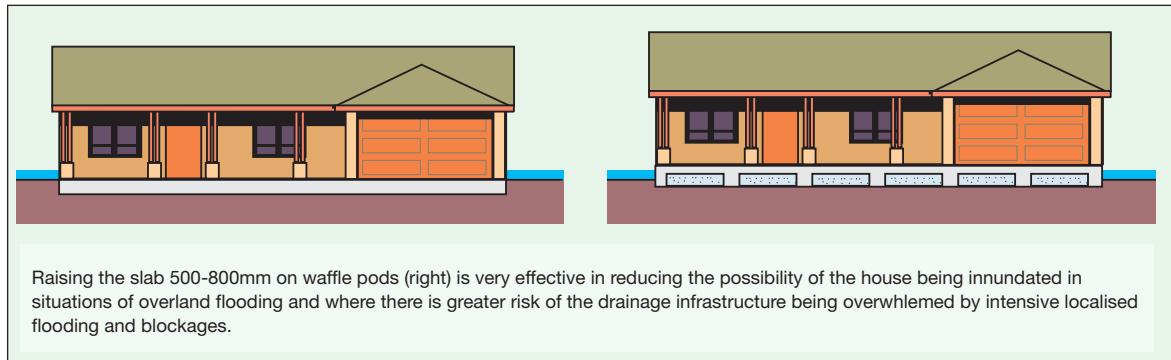 Raising the slab 500-800mm on waffle pods (right) is very effective in reducing the possibility of the house being innundated in
situations of overland flooding and where there is greater risk of the drainage infrastructure being overwhlemed by intensive localised
flooding and blockages.